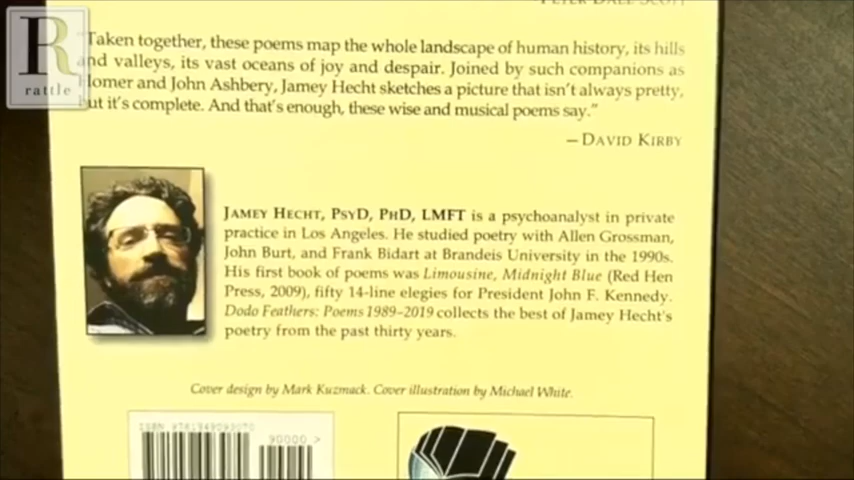 —PETER DALE SCOTT
R
rattle
"Taken together, these poems map the whole landscape of human history, its hills
and valleys, its vast oceans of joy and despair. Joined by such companions as
Homer and John Ashbery, Jamey Hecht sketches a picture that isn't always pretty,
but it's complete. And that's enough, these wise and musical poems say."
—DAVID KIRBY
JAMEY HECHT, PSYD, PHD, LMFT is a psychoanalyst in private
practice in Los Angeles. He studied poetry with Allen Grossman,
John Burt, and Frank Bidart at Brandeis University in the 1990s.
His first book of poems was Limousine, Midnight Blue (Red Hen
Press, 2009), fifty 14-line elegies for President John F. Kennedy.
Dodo Feathers: Poems 1989–2019 collects the best of Jamey Hecht's
poetry from the past thirty years.
Cover design by Mark Kuzmack. Cover illustration by Michael White.
ISBN 9781949093070
90000 >